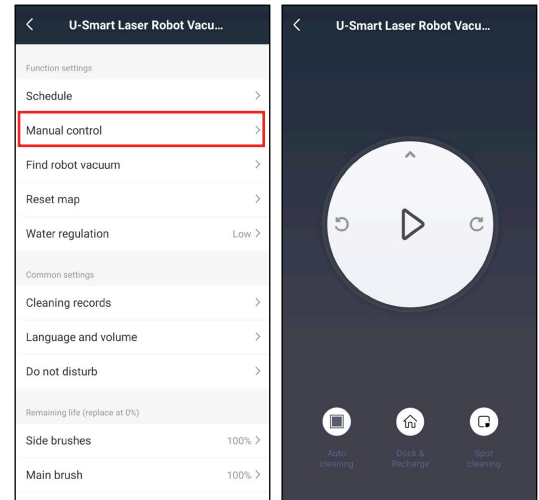 U-Smart Laser Robot Vacu...
Function settings
Schedule
Manual control
Find robot vacuum
Reset map
Water regulation Low
Common settings
Cleaning records
Language and volume
Do not disturb
Remaining life (replace at 0%)
Side brushes 100%
Main brush 100%
U-Smart Laser Robot Vacu...
Auto
cleaning
Dock &
Recharge
Spot
cleaning